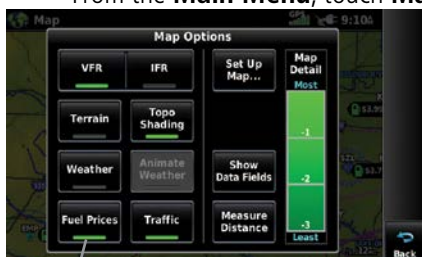 From the Main Menu, touch
Map
GPS
9:10
Map Options
VFR
IFR
Set Up
Map...
Map
Detail
Most
Terrain
Topo
Shading
-1
Weather
Animate
Weather
Show
Data Fields
-2
Fuel Prices
Traffic
Measure
Distance
-3
Least
Back